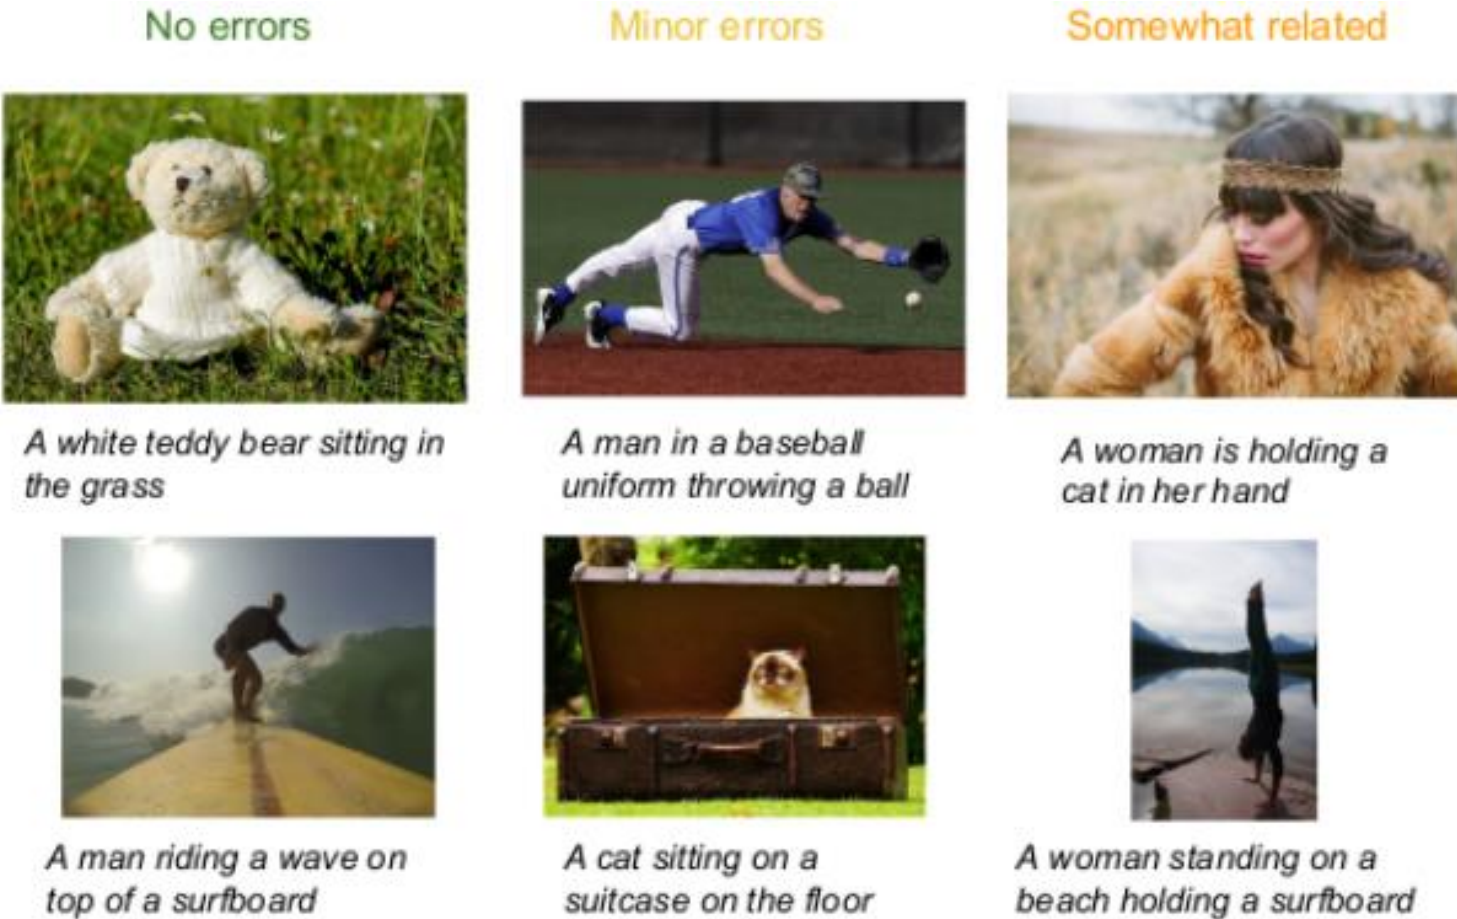 No errors
Minor errors
Somewhat related
A white teddy bear sitting in
the grass
A man in a baseball
uniform throwing a ball
A woman is holding a
cat in her hand
A man riding a wave on
top of a surfboard
A cat sitting on a
suitcase on the floor
A woman standing on a
beach holding a surfboard